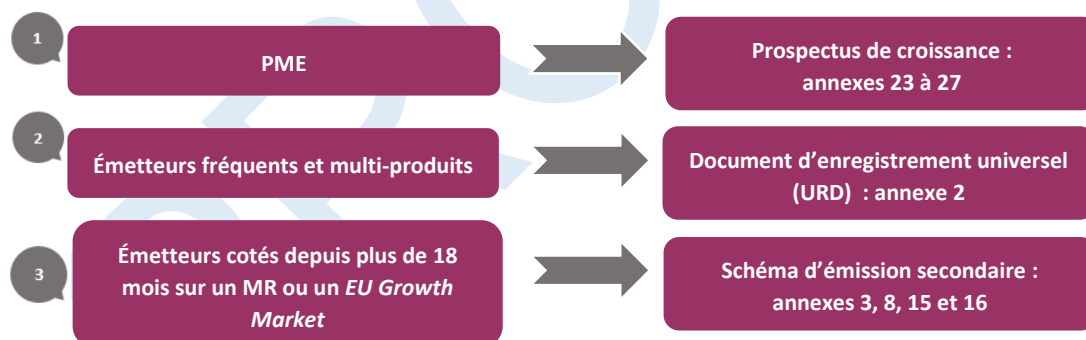 1
PME
Prospectus de croissance :
annexes 23 à 27
2
Émetteurs fréquents et multi-produits
Document d’enregistrement universel
(URD)  : annexe 2
3
Émetteurs cotés depuis plus de 18
mois sur un MR ou un EU Growth
Market
Schéma d’émission secondaire :
annexes 3, 8, 15 et 16